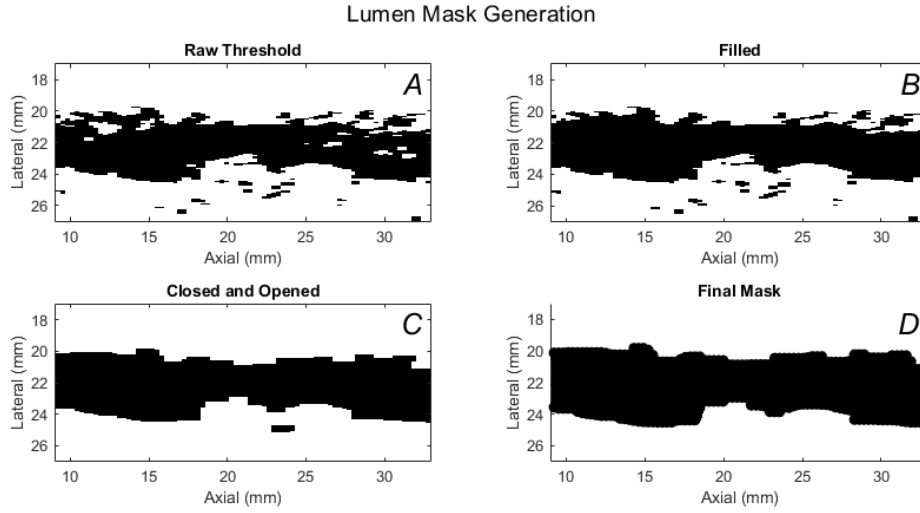 Lumen Mask Generation
Raw Threshold
A
18
20
22
24
26
Lateral (mm)
10 15 20 25 30
Axial (mm)
Filled
B
18
20
22
24
26
Lateral (mm)
10 15 20 25 30
Axial (mm)
Closed and Opened
C
18
20
22
24
26
Lateral (mm)
10 15 20 25 30
Axial (mm)
Final Mask
D
18
20
22
24
26
Lateral (mm)
10 15 20 25 30
Axial (mm)